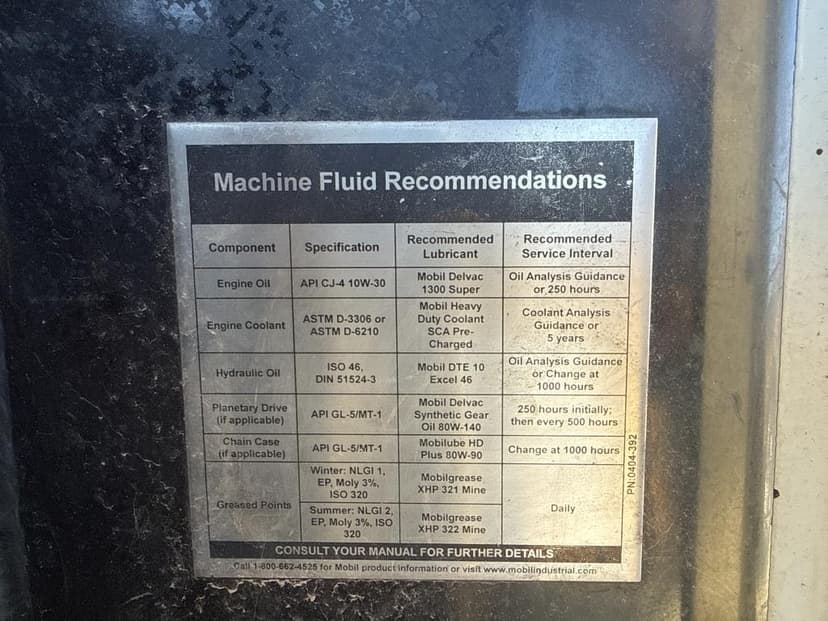 Machine Fluid Recommendations
Component
Specification
Recommended
Lubricant
Recommended
Service Interval
Engine Oil
API CJ-4 10W-30
Mobil Delvac
1300 Super
Oil Analysis Guidance
or 250 hours
Engine Coolant
ASTM D-3306 or
ASTM D-6210
Mobil Heavy
Duty Coolant
SCA Pre-
Charged
Coolant Analysis
Guidance or
5 years
Hydraulic Oil
ISO 46,
DIN 51524-3
Mobil DTE 10
Excel 46
Oil Analysis Guidance
or Change at
1000 hours
Planetary Drive
(if applicable)
API GL-5/MT-1
Mobil Delvac
Synthetic Gear
Oil 80W-140
250 hours initially;
then every 500 hours
Chain Case
(if applicable)
API GL-5/MT-1
Mobilube HD
Plus 80W-90
Change at 1000 hours
Greased Points
Winter: NLGI 1,
EP, Moly 3%,
ISO 320
Mobilgrease
XHP 321 Mine
Daily
Summer: NLGI 2,
EP, Moly 3%, ISO
320
Mobilgrease
XHP 322 Mine
CONSULT YOUR MANUAL FOR FURTHER DETAILS
Call 1-800-662-4525 for Mobil product information or visit www.mobilindustrial.com
PN:0404-392